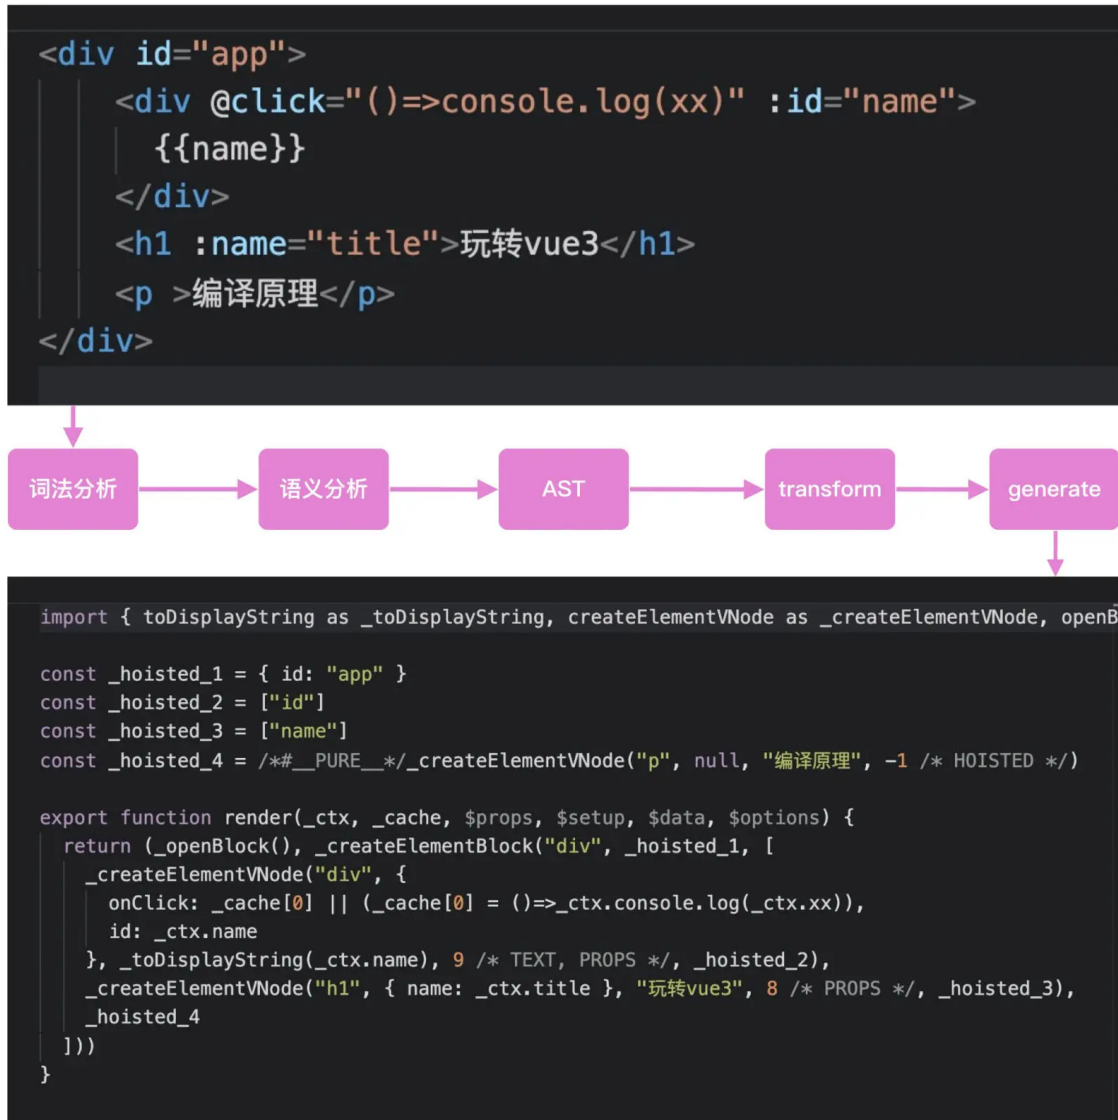 <div id="app">
<div @click="()=>console.log(xx)" :id="name">
{{name}}
</div>
<h1 :name="title">玩转vue3</h1>
<p >编译原理</p>
</div>
词法分析
语义分析
AST
transform
generate
import { toDisplayString as _toDisplayString, createElementVNode as _createElementVNode, openB
const _hoisted_1 = { id: "app" }
const _hoisted_2 = ["id"]
const _hoisted_3 = ["name"]
const _hoisted_4 = /*#__PURE__*/_createElementVNode("p", null, "编译原理", -1 /* HOISTED */)
export function render(_ctx, _cache, $props, $setup, $data, $options) {
return (_openBlock(), _createElementBlock("div", _hoisted_1, [
_createElementVNode("div", {
onClick: _cache[0] || (_cache[0] = ()=>_ctx.console.log(_ctx.xx)),
id: _ctx.name
}, _toDisplayString(_ctx.name), 9 /* TEXT, PROPS */, _hoisted_2),
_createElementVNode("h1", { name: _ctx.title }, "玩转vue3", 8 /* PROPS */, _hoisted_3),
_hoisted_4
]))
}